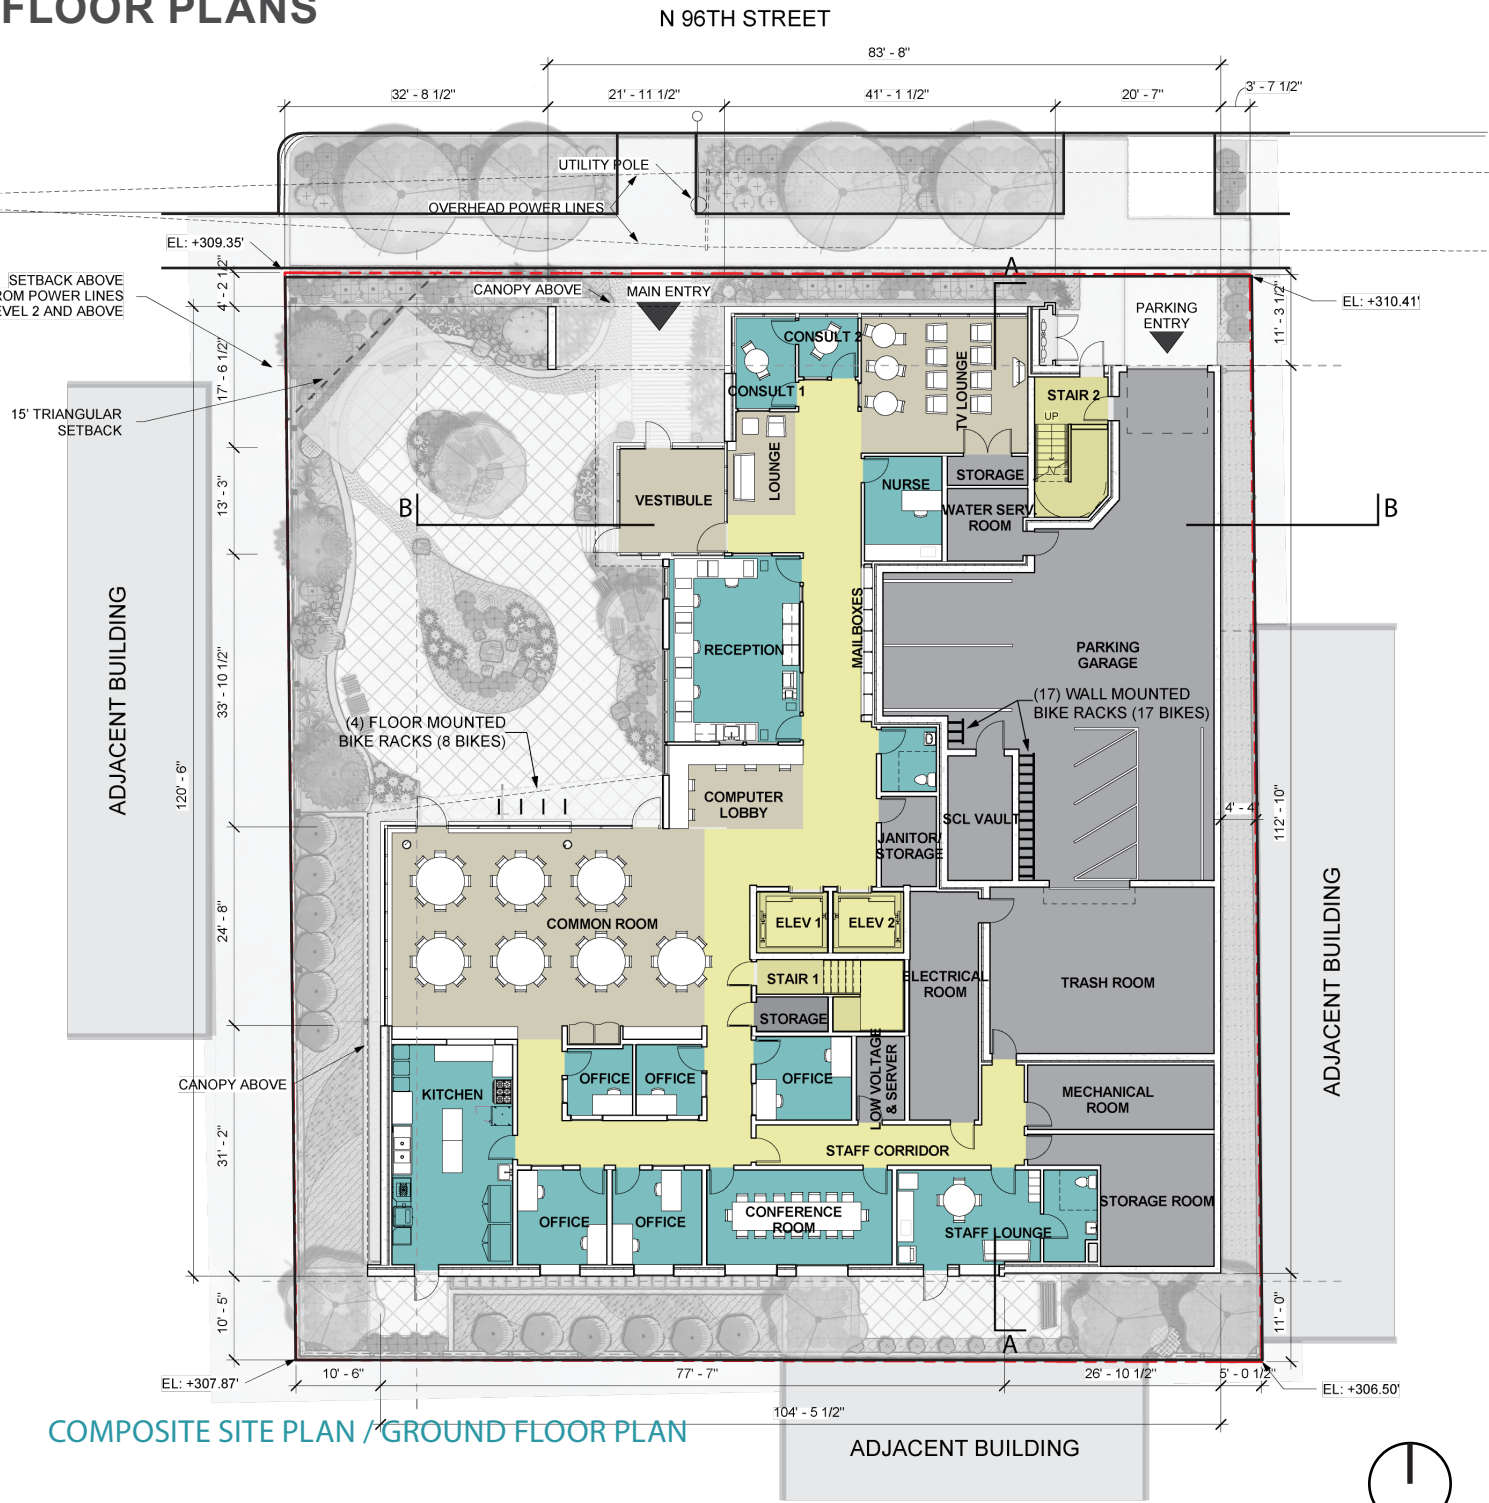 FLOOR PLANS
N 96TH STREET
83' - 8"
32' - 8 1/2"
21' - 11 1/2"
41' - 1 1/2"
20' - 7"
3' - 7 1/2"
UTILITY POLE
OVERHEAD POWER LINES
EL: +309.35'
SETBACK ABOVE
ROM POWER LINES
EVEL 2 AND ABOVE
4' - 2 1/2"
CANOPY ABOVE
MAIN ENTRY
A
PARKING
ENTRY
EL: +310.41'
11' - 3 1/2"
17' - 6 1/2"
15' TRIANGULAR
SETBACK
CONSULT 2
CONSULT 1
TV LOUNGE
STAIR 2
UP
LOUNGE
STORAGE
NURSE
WATER SERV.
ROOM
VESTIBULE
B
B
13' - 3"
ADJACENT BUILDING
33' - 10 1/2"
RECEPTION
MAILBOXES
PARKING
GARAGE
(17) WALL MOUNTED
BIKE RACKS (17 BIKES)
(4) FLOOR MOUNTED
BIKE RACKS (8 BIKES)
120' - 6"
COMPUTER
LOBBY
SCL VAULT
4' - 4"
112' - 10"
JANITOR/
STORAGE
24' - 8"
COMMON ROOM
ELEV 1
ELEV 2
STAIR 1
ELECTRICAL
ROOM
TRASH ROOM
ADJACENT BUILDING
STORAGE
LOW VOLTAGE
& SERVER
CANOPY ABOVE
KITCHEN
OFFICE
OFFICE
OFFICE
MECHANICAL
ROOM
31' - 2"
STAFF CORRIDOR
OFFICE
OFFICE
CONFERENCE
ROOM
STAFF LOUNGE
STORAGE ROOM
10' - 5"
11' - 0"
A
EL: +307.87'
10' - 6"
77' - 7"
26' - 10 1/2"
5' - 0 1/2"
EL: +306.50'
104' - 5 1/2"
COMPOSITE SITE PLAN / GROUND FLOOR PLAN
ADJACENT BUILDING